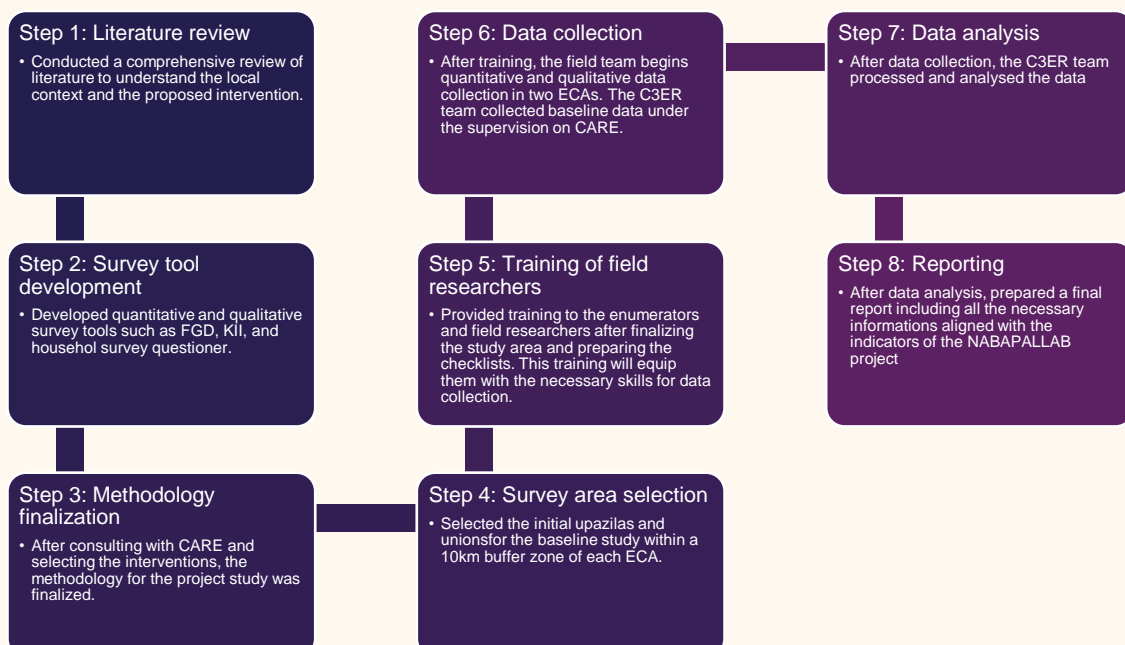 Step 1: Literature review
• Conducted a comprehensive review of
literature to understand the local
context and the proposed intervention.
Step 2: Survey tool
development
• Developed quantitative and qualitative
survey tools such as FGD, KII, and
househol survey questioner.
Step 3: Methodology
finalization
• After consulting with CARE and
selecting the interventions, the
methodology for the project study was
finalized.
Step 4: Survey area selection
• Selected the initial upazilas and
unionsfor the baseline study within a
10km buffer zone of each ECA.
Step 5: Training of field
researchers
• Provided training to the enumerators
and field researchers after finalizing
the study area and preparing the
checklists. This training will equip
them with the necessary skills for data
collection.
Step 6: Data collection
• After training, the field team begins
quantitative and qualitative data
collection in two ECAs. The C3ER
team collected baseline data under
the supervision on CARE.
Step 7: Data analysis
• After data collection, the C3ER team
processed and analysed the data
Step 8: Reporting
• After data analysis, prepared a final
report including all the necessary
informations aligned with the
indicators of the NABAPALLAB
project